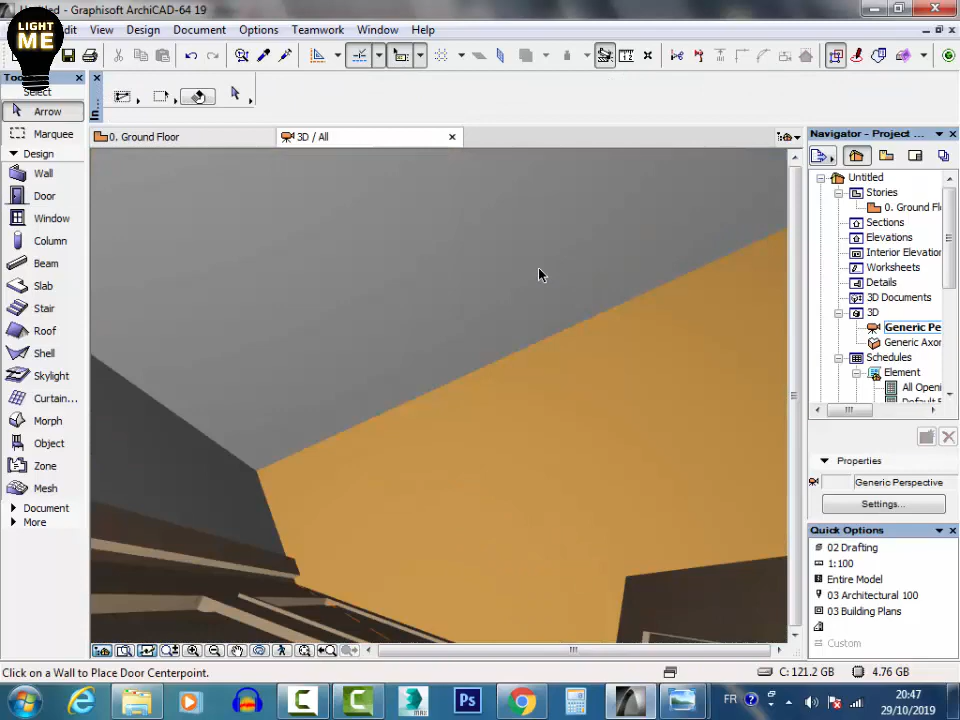 Untitled - Graphisoft ArchiCAD-64 19
LIGHT
ME
View Design Document Options Teamwork Window Help
Select
Arrow
Marquee
Design
Wall
Door
Window
Column
Beam
Slab
Stair
Roof
Shell
Skylight
Curtain...
Morph
Object
Zone
Mesh
Document
More
0. Ground Floor
3D / All
Navigator - Project ...
Untitled
Stories
0. Ground Fl
Sections
Elevations
Interior Elevation
Worksheets
Details
3D Documents
3D
Generic Pe
Generic Axon
Schedules
Element
All Openi
Properties
Generic Perspective
Settings...
Quick Options
02 Drafting
1:100
Entire Model
03 Architectural 100
03 Building Plans
Custom
Click on a Wall to Place Door Centerpoint.
C: 121.2 GB
4.76 GB
Ps
FR
20:47
29/10/2019